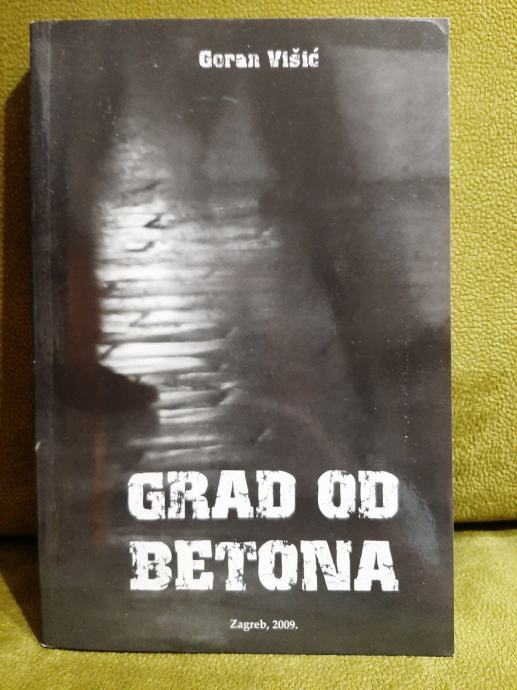 Goran Višić
GRAD OD
BETONA
Zagreb, 2009.